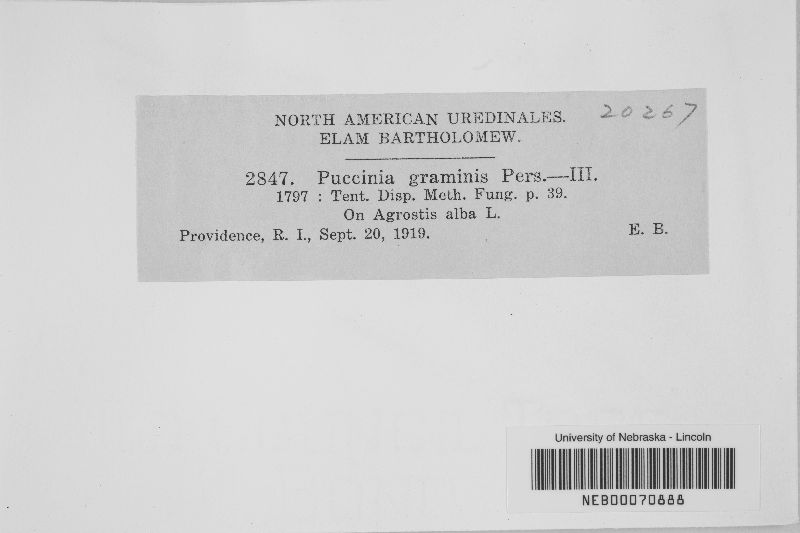 20267
NORTH AMERICAN UREDINALES.
ELAM BARTHOLOMEW.
2847. Puccinia graminis Pers.—III.
1797 : Tent. Disp. Meth. Fung. p. 39.
On Agrostis alba L.
Providence, R. I., Sept. 20, 1919. E. B.
University of Nebraska - Lincoln
NEB00070888